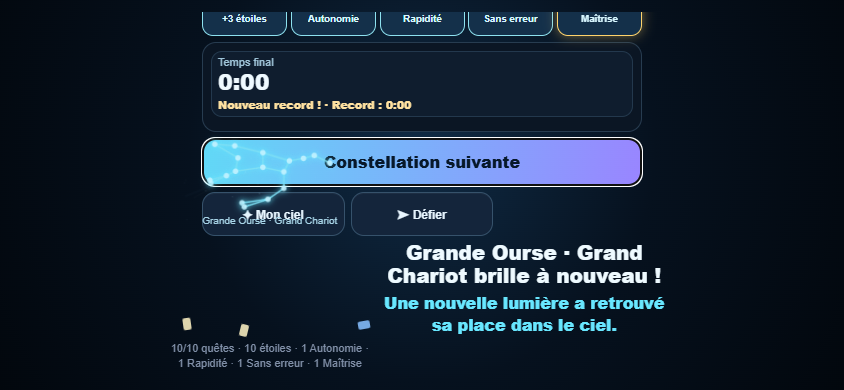 +3 étoiles
Autonomie
Rapidité
Sans erreur
Maîtrise
Temps final
0:00
Nouveau record ! · Record : 0:00
Constellation suivante
✦ Mon ciel
➤ Défier
Grande Ourse · Grand Chariot
Grande Ourse · Grand
Chariot brille à nouveau !
Une nouvelle lumière a retrouvé
sa place dans le ciel.
10/10 quêtes · 10 étoiles · 1 Autonomie ·
1 Rapidité · 1 Sans erreur · 1 Maîtrise